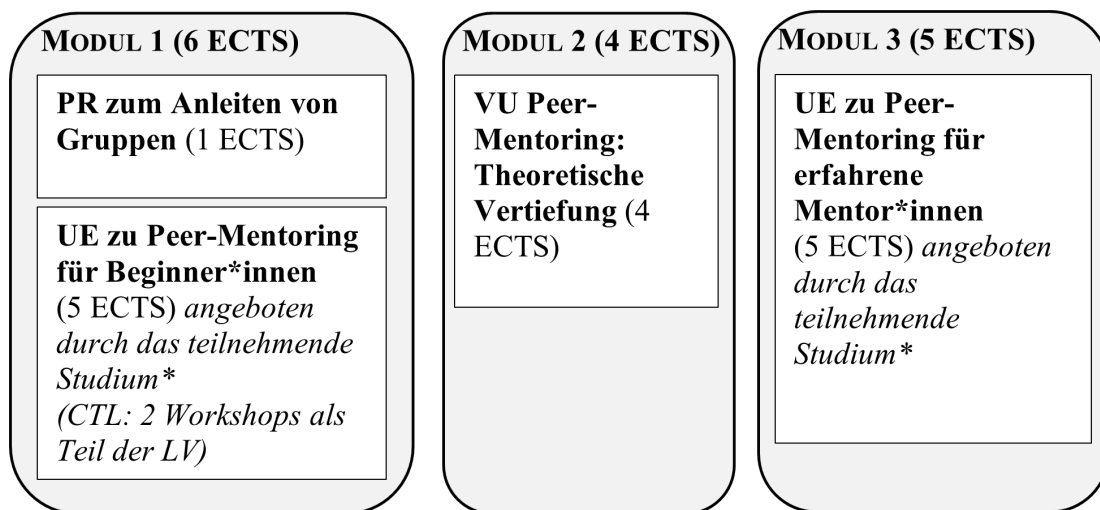 MODUL 1 (6 ECTS)
PR zum Anleiten von
Gruppen (1 ECTS)
UE zu Peer-Mentoring
für Beginner*innen
(5 ECTS) angeboten
durch das teilnehmende
Studium*
(CTL: 2 Workshops als
Teil der LV)
MODUL 2 (4 ECTS)
VU Peer-
Mentoring:
Theoretische
Vertiefung (4
ECTS)
MODUL 3 (5 ECTS)
UE zu Peer-
Mentoring für
erfahrene
Mentor*innen
(5 ECTS) angeboten
durch das
teilnehmende
Studium*